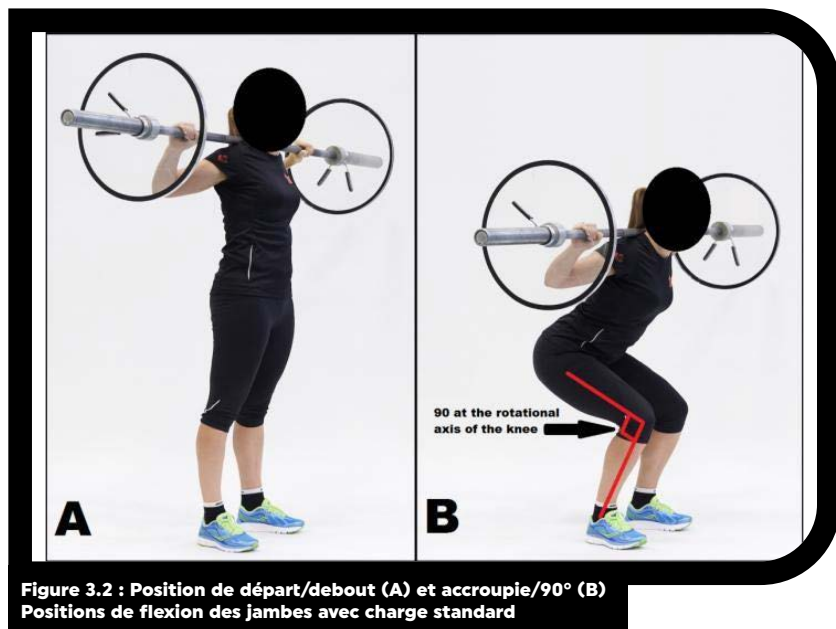 90 at the rotational
axis of the knee
A
B
Figure 3.2 : Position de départ/debout (A) et accroupie/90° (B)
Positions de flexion des jambes avec charge standard